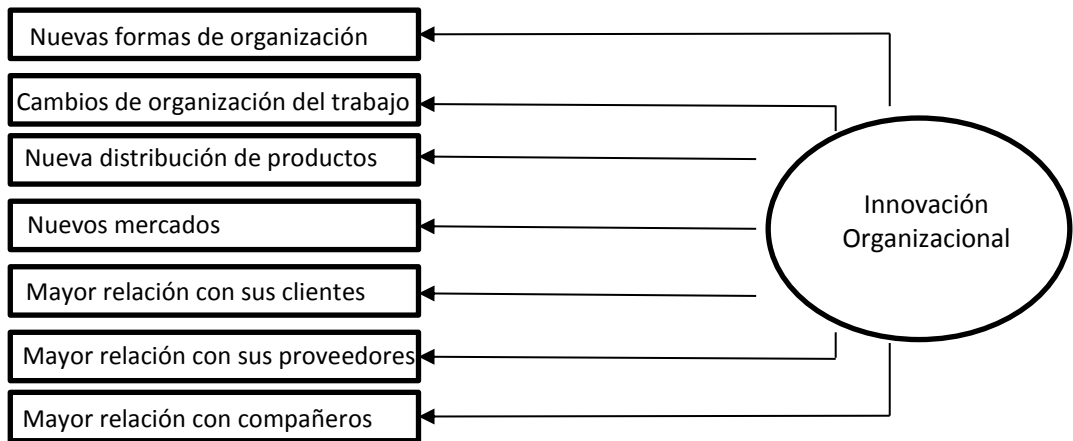 Nuevas formas de organización
Cambios de organización del trabajo
Nueva distribución de productos
Nuevos mercados
Mayor relación con sus clientes
Mayor relación con sus proveedores
Mayor relación con compañeros
Innovación
Organizacional